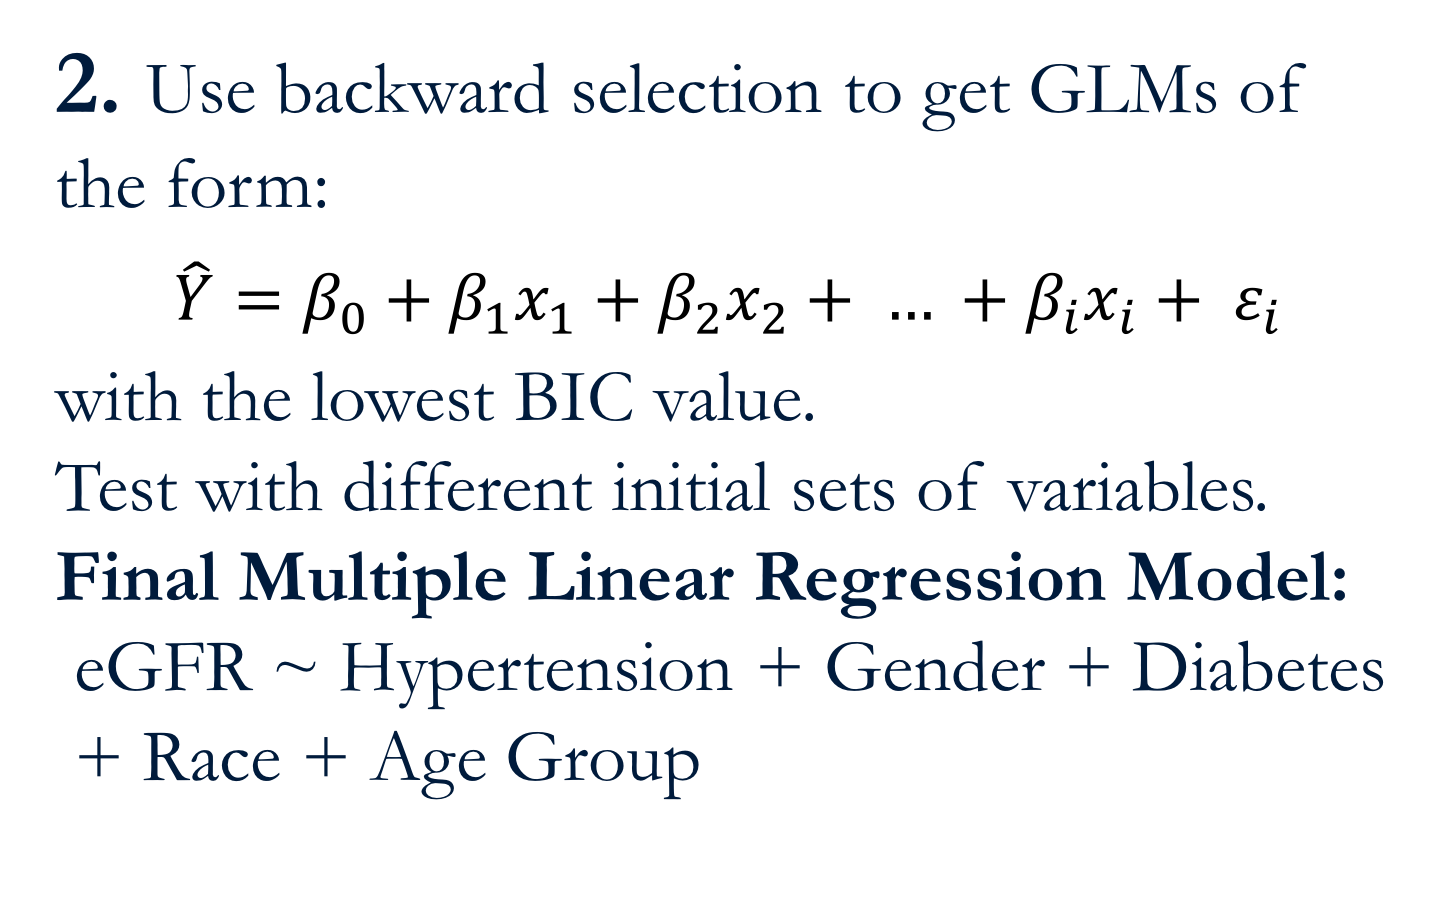 2. Use backward selection to get GLMs of
the form:
Ŷ = β₀ + β₁x₁ + β₂x₂ + … + βᵢxᵢ + εᵢ
with the lowest BIC value.
Test with different initial sets of variables.
Final Multiple Linear Regression Model:
eGFR ~ Hypertension + Gender + Diabetes
+ Race + Age Group